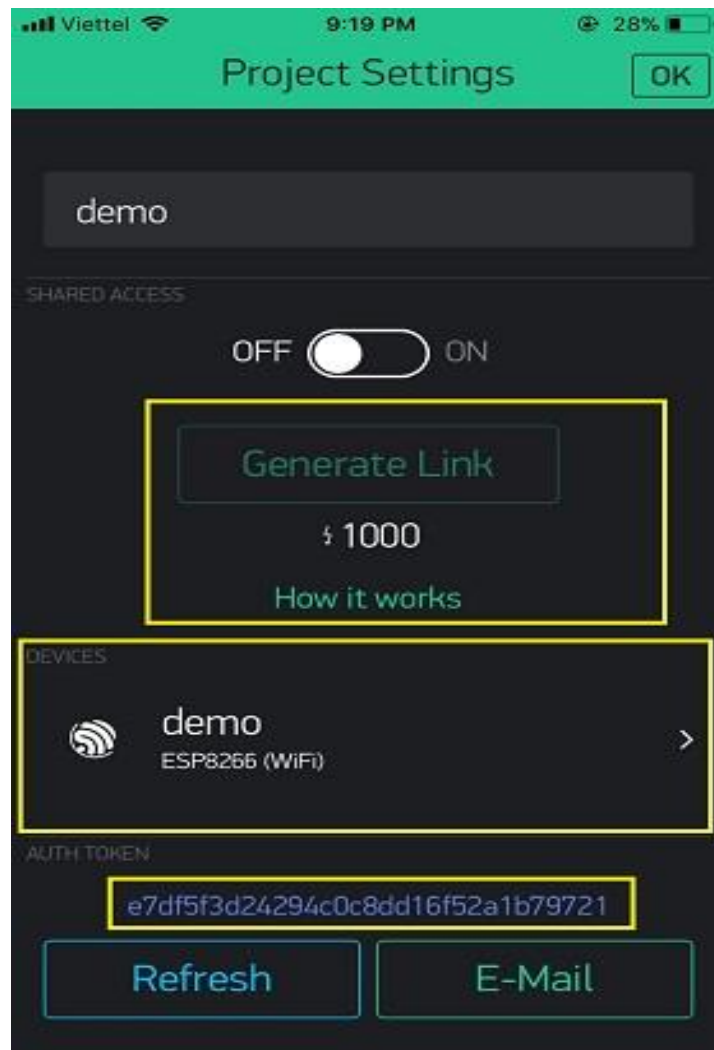 Viettel 9:19 PM 28%
Project Settings OK
demo
SHARED ACCESS
OFF ON
Generate Link
1000
How it works
DEVICES
demo
ESP8266 (WiFi)
AUTH TOKEN
e7df5f3d24294c0c8dd16f52a1b79721
Refresh E-Mail